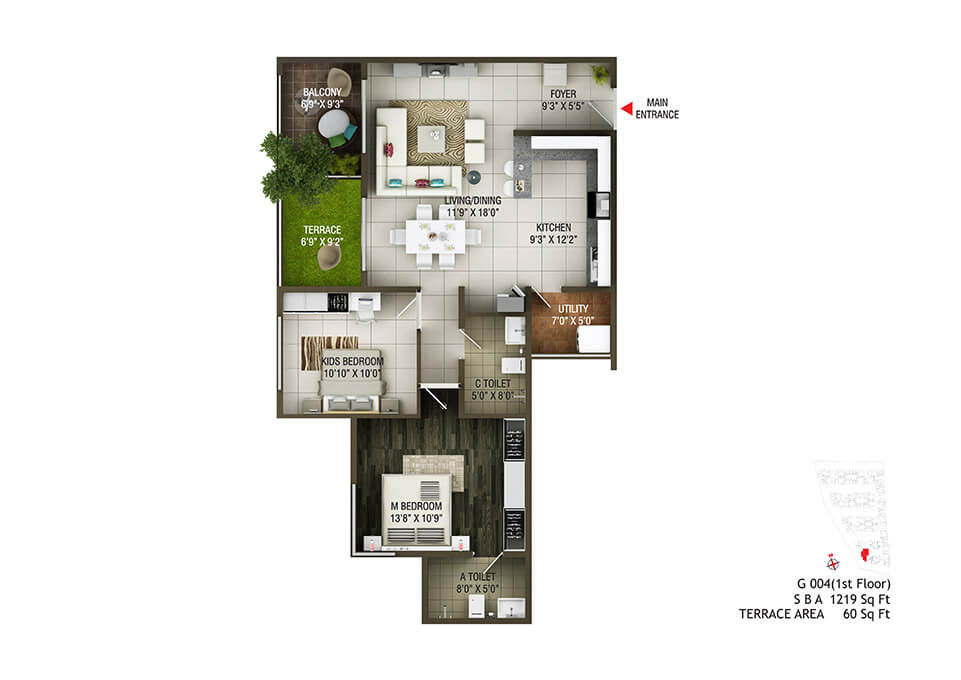 BALCONY
6'9" X 9'3"
FOYER
9'3" X 5'5"
MAIN
ENTRANCE
LIVING/DINING
11'9" X 18'0"
TERRACE
6'9" X 9'2"
KITCHEN
9'3" X 12'2"
UTILITY
7'0" X 5'0"
KIDS BEDROOM
10'10" X 10'0"
C TOILET
5'0" X 8'0"
M BEDROOM
13'8" X 10'9"
A TOILET
8'0" X 5'0"
G 004(1st Floor)
S B A 1219 Sq Ft
TERRACE AREA 60 Sq Ft